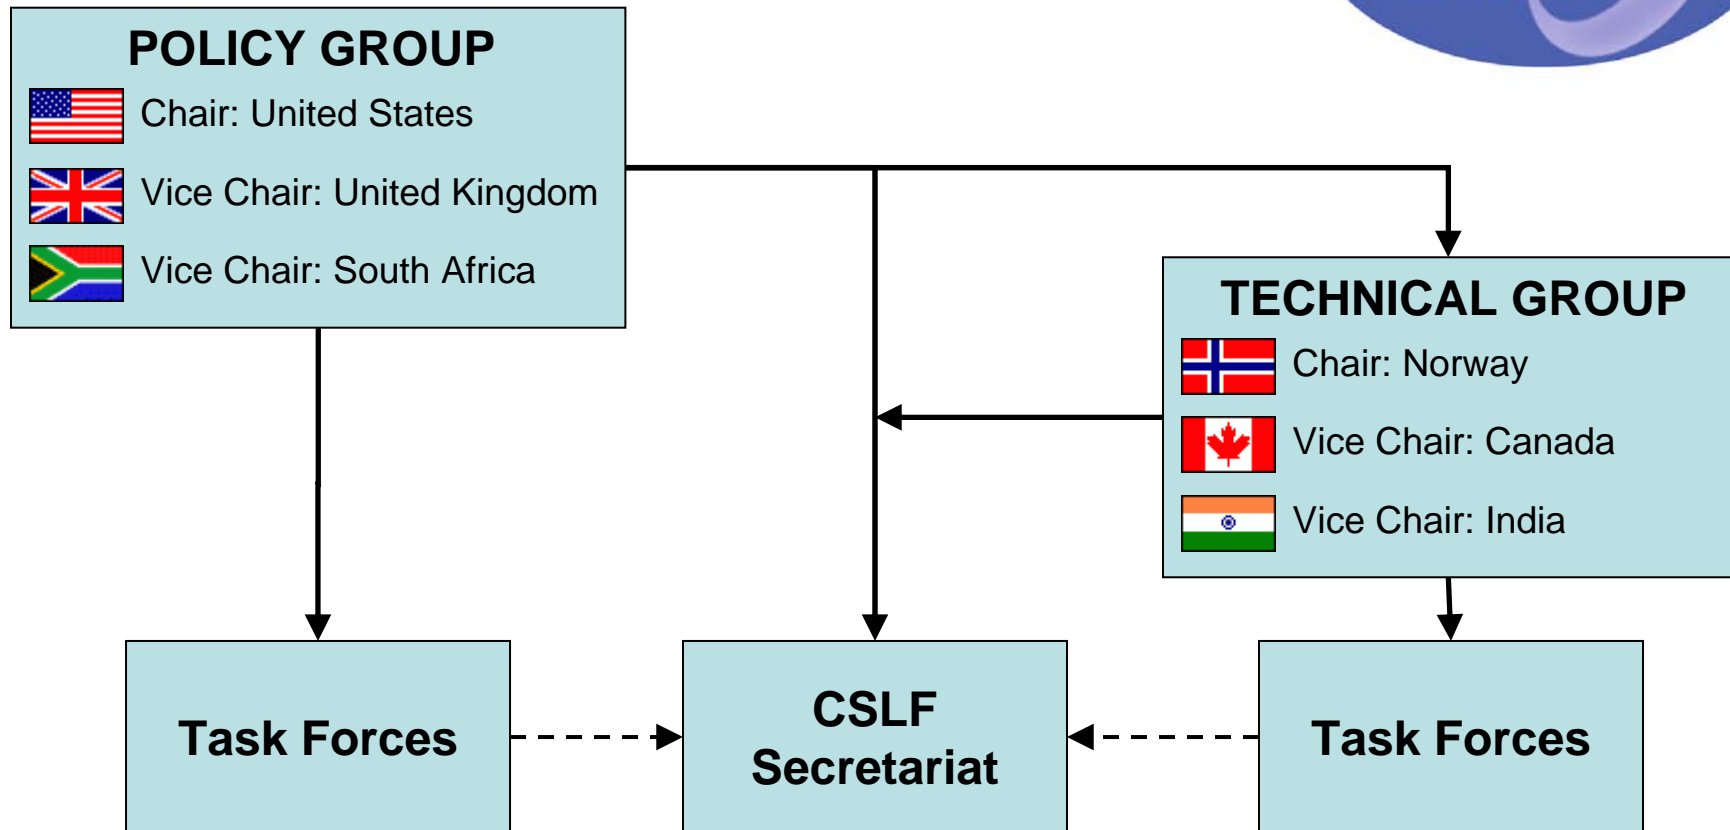 POLICY GROUP
Chair: United States
Vice Chair: United Kingdom
Vice Chair: South Africa
TECHNICAL GROUP
Chair: Norway
Vice Chair: Canada
Vice Chair: India
Task Forces
CSLF
Secretariat
Task Forces